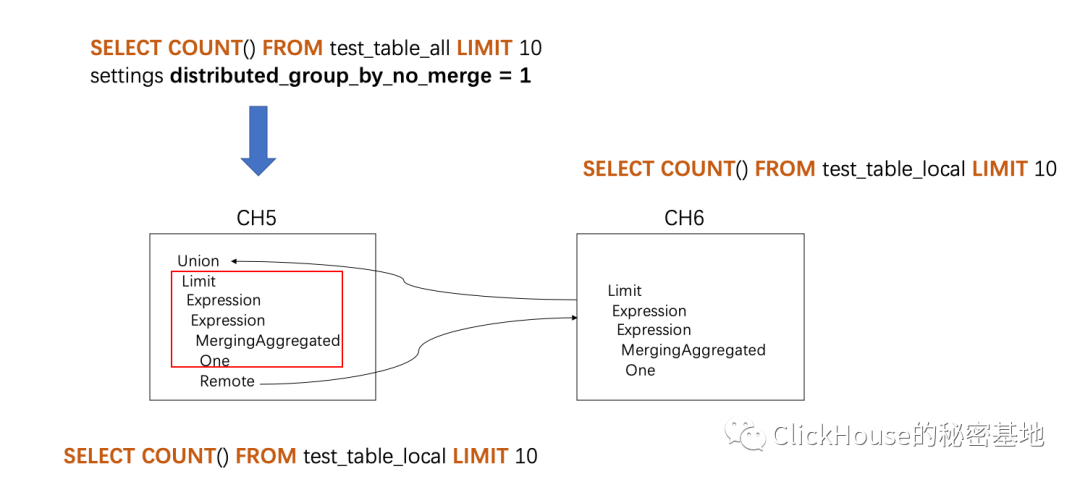 SELECT COUNT() FROM test_table_all LIMIT 10
settings distributed_group_by_no_merge = 1
SELECT COUNT() FROM test_table_local LIMIT 10
CH5
CH6
Union
Limit
Expression
Expression
MergingAggregated
One
Remote
Limit
Expression
Expression
MergingAggregated
One
ClickHouse的秘密基地
SELECT COUNT() FROM test_table_local LIMIT 10